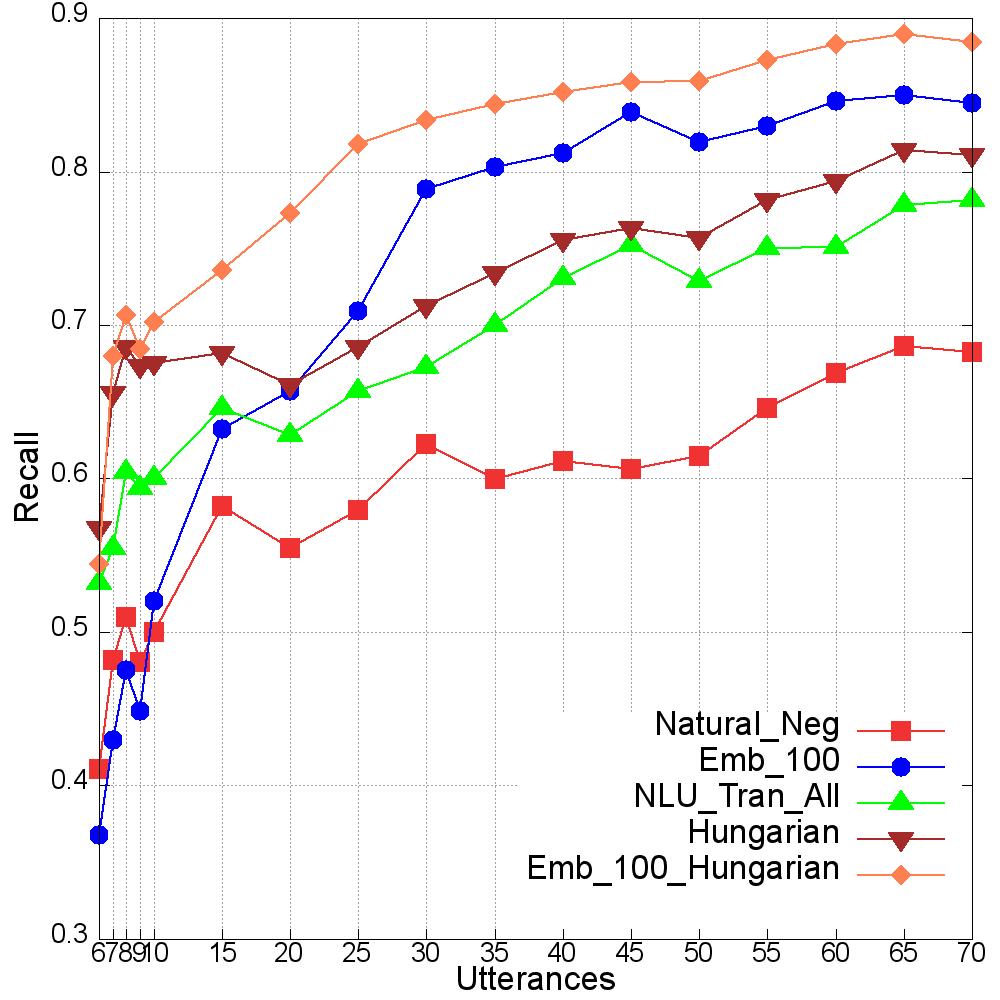 0.9
0.8
0.7
0.6
0.5
0.4
0.3
Recall
6 7 8 9 10 15 20 25 30 35 40 45 50 55 60 65 70
Utterances
Natural_Neg
Emb_100
NLU_Tran_All
Hungarian
Emb_100_Hungarian